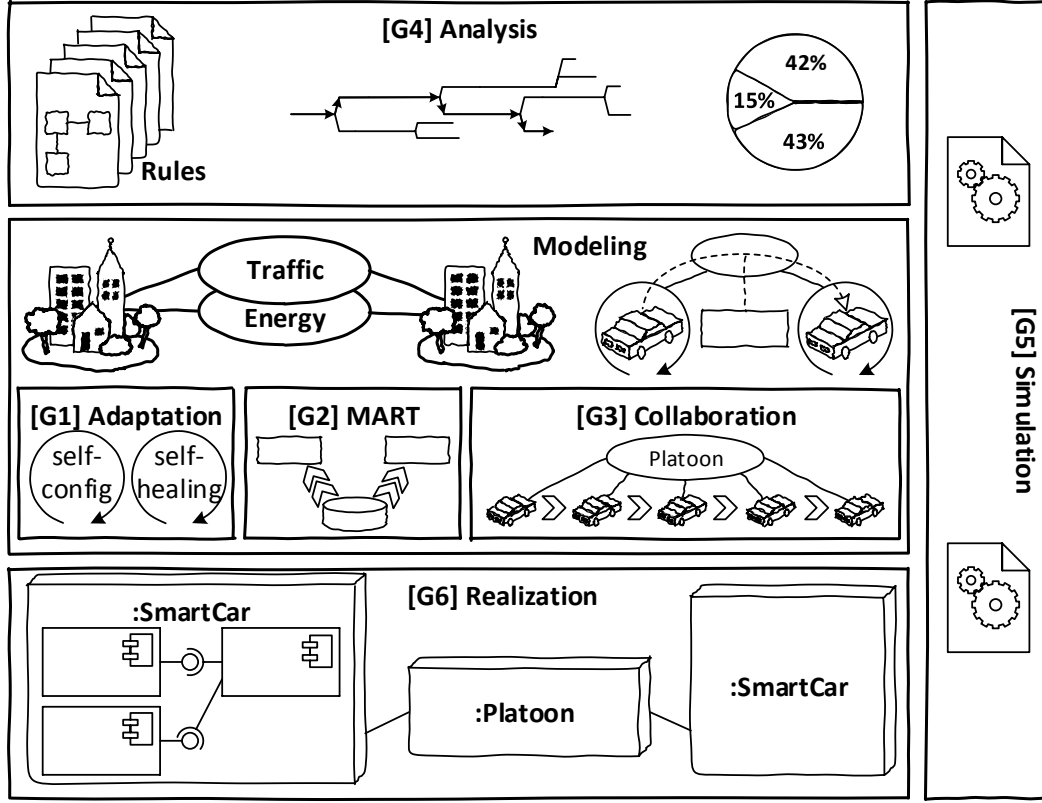 [G4] Analysis
42%
15%
43%
Rules
Modeling
Traffic
Energy
[G1] Adaptation
self-
config
self-
healing
[G2] MART
[G3] Collaboration
Platoon
[G5] Simulation
[G6] Realization
:SmartCar
:Platoon
:SmartCar